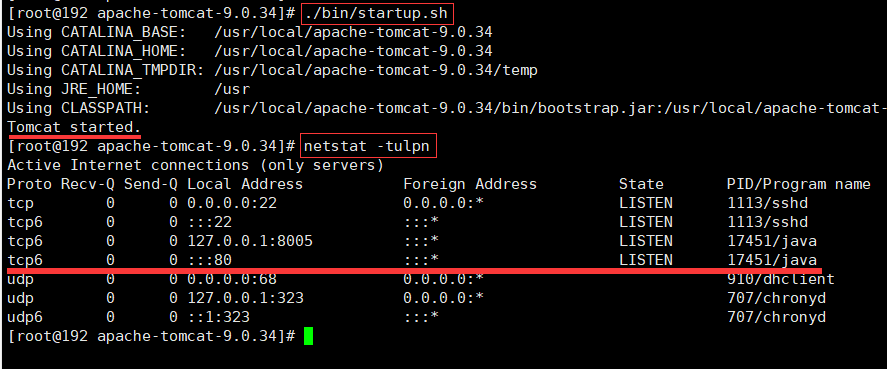 [root@192 apache-tomcat-9.0.34]# ./bin/startup.sh
Using CATALINA_BASE:   /usr/local/apache-tomcat-9.0.34
Using CATALINA_HOME:   /usr/local/apache-tomcat-9.0.34
Using CATALINA_TMPDIR: /usr/local/apache-tomcat-9.0.34/temp
Using JRE_HOME:        /usr
Using CLASSPATH:       /usr/local/apache-tomcat-9.0.34/bin/bootstrap.jar:/usr/local/apache-tomcat-
Tomcat started.
[root@192 apache-tomcat-9.0.34]# netstat -tulpn
Active Internet connections (only servers)
Proto Recv-Q Send-Q Local Address           Foreign Address         State       PID/Program name
tcp        0      0 0.0.0.0:22              0.0.0.0:*               LISTEN      1113/sshd
tcp6       0      0 :::22                   :::*                    LISTEN      1113/sshd
tcp6       0      0 127.0.0.1:8005          :::*                    LISTEN      17451/java
tcp6       0      0 :::80                   :::*                    LISTEN      17451/java
udp        0      0 0.0.0.0:68              0.0.0.0:*                           910/dhclient
udp        0      0 127.0.0.1:323           0.0.0.0:*                           707/chronyd
udp6       0      0 ::1:323                 :::*                                707/chronyd
[root@192 apache-tomcat-9.0.34]#